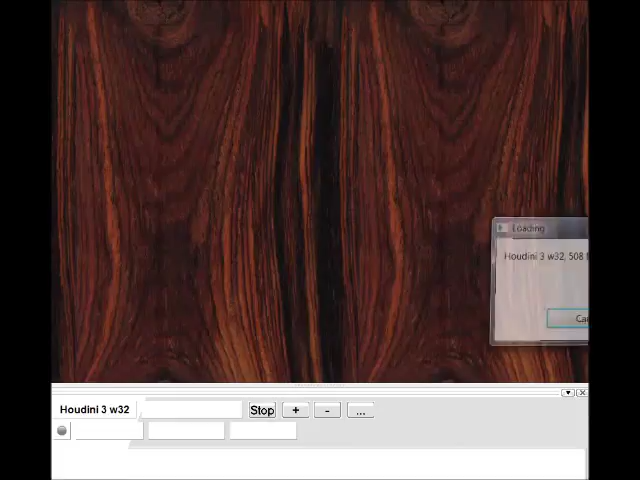 Loading
Houdini 3 w32, 508
Houdini 3 w32
Stop
+
-
...